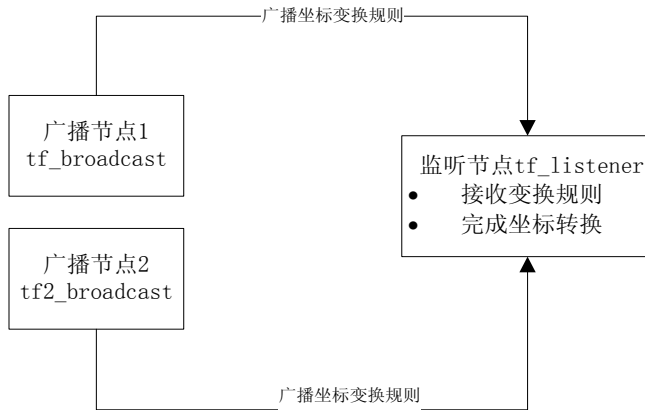 广播坐标变换规则
广播节点1
tf_broadcast
监听节点tf_listener
● 接收变换规则
● 完成坐标转换
广播节点2
tf2_broadcast
广播坐标变换规则